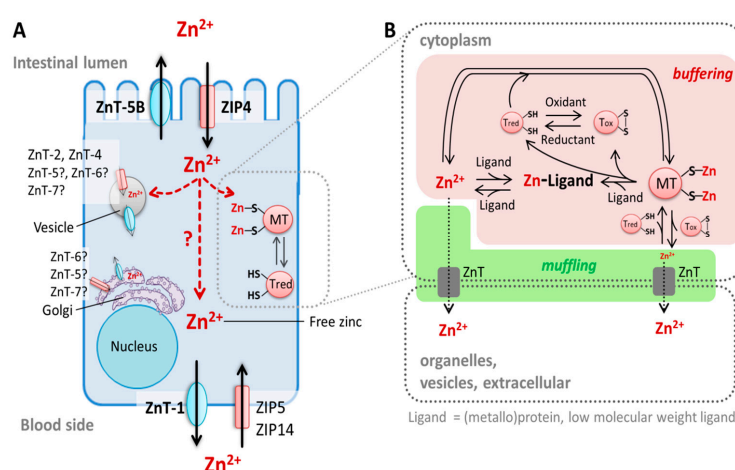 A
Zn2+
Intestinal lumen
ZnT-5B
ZIP4
ZnT-2, ZnT-4
ZnT-5?, ZnT-6?
ZnT-7?
Zn2+
Zn2+
Vesicle
Zn-S
Zn-S
MT
?
ZnT-6?
ZnT-5?
ZnT-7?
Zn2+
Golgi
HS
HS
Tred
Zn2+
Free zinc
Nucleus
ZnT-1
ZIP5
ZIP14
Blood side
Zn2+
B
cytoplasm
buffering
Tred
SH
SH
Oxidant
Reductant
Tox
S
S
Zn2+
Ligand
Ligand
Zn-Ligand
Ligand
MT
S-Zn
S-Zn
Tred
SH
SH
Tox
S
S
muffling
Zn2+
ZnT
ZnT
Zn2+
Zn2+
organelles,
vesicles, extracellular
Ligand = (metallo)protein, low molecular weight ligand